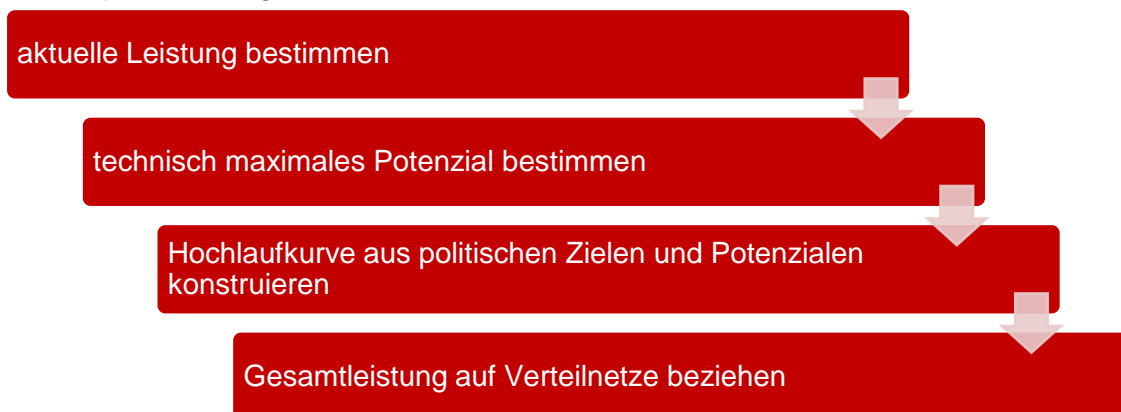 aktuelle Leistung bestimmen
technisch maximales Potenzial bestimmen
Hochlaufkurve aus politischen Zielen und Potenzialen
konstruieren
Gesamtleistung auf Verteilnetze beziehen